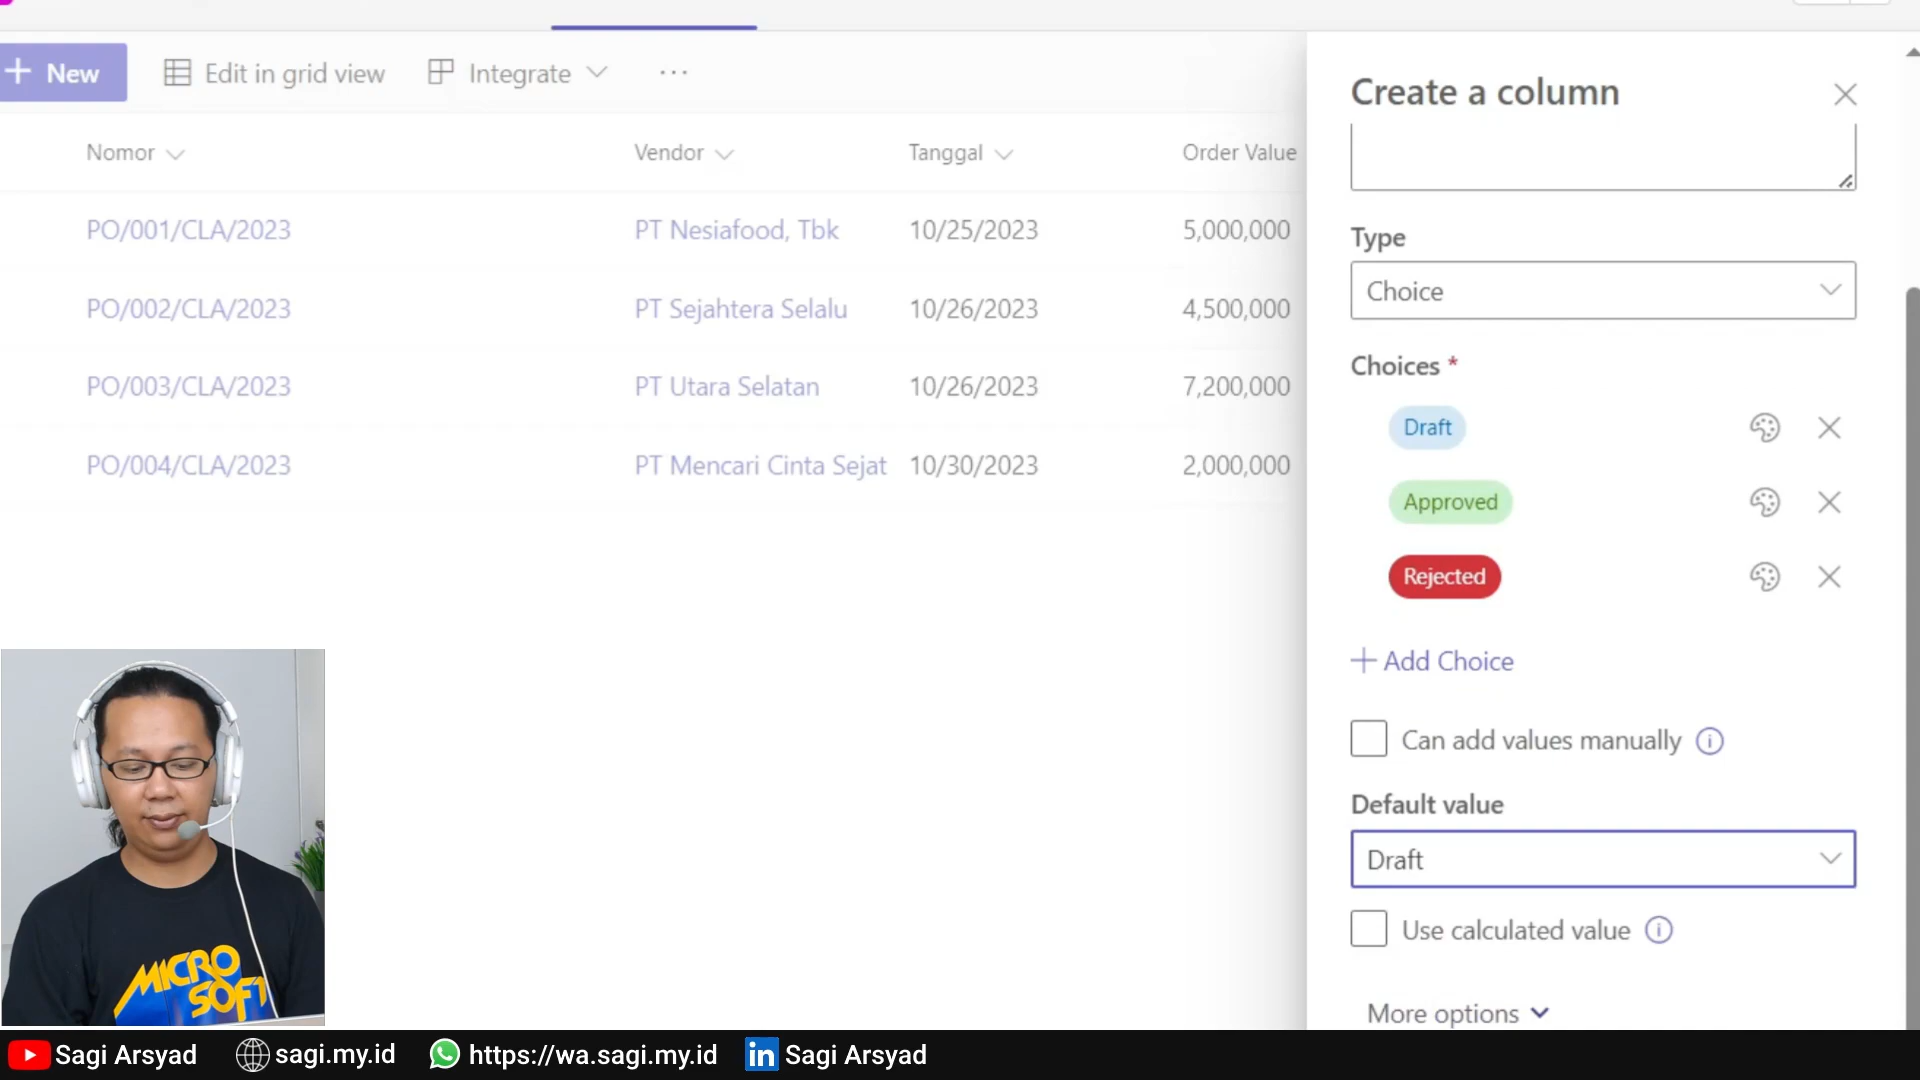 New
Edit in grid view
Integrate
Create a column
Nomor
Vendor
Tanggal
Order Value
PO/001/CLA/2023
PT Nesiafood, Tbk
10/25/2023
5,000,000
PO/002/CLA/2023
PT Sejahtera Selalu
10/26/2023
4,500,000
PO/003/CLA/2023
PT Utara Selatan
10/26/2023
7,200,000
PO/004/CLA/2023
PT Mencari Cinta Sejat
10/30/2023
2,000,000
Type
Choice
Choices *
Draft
Approved
Rejected
Add Choice
Can add values manually
Default value
Draft
Use calculated value
More options
MICRO
SOFT
Sagi Arsyad
sagi.my.id
https://wa.sagi.my.id
in Sagi Arsyad